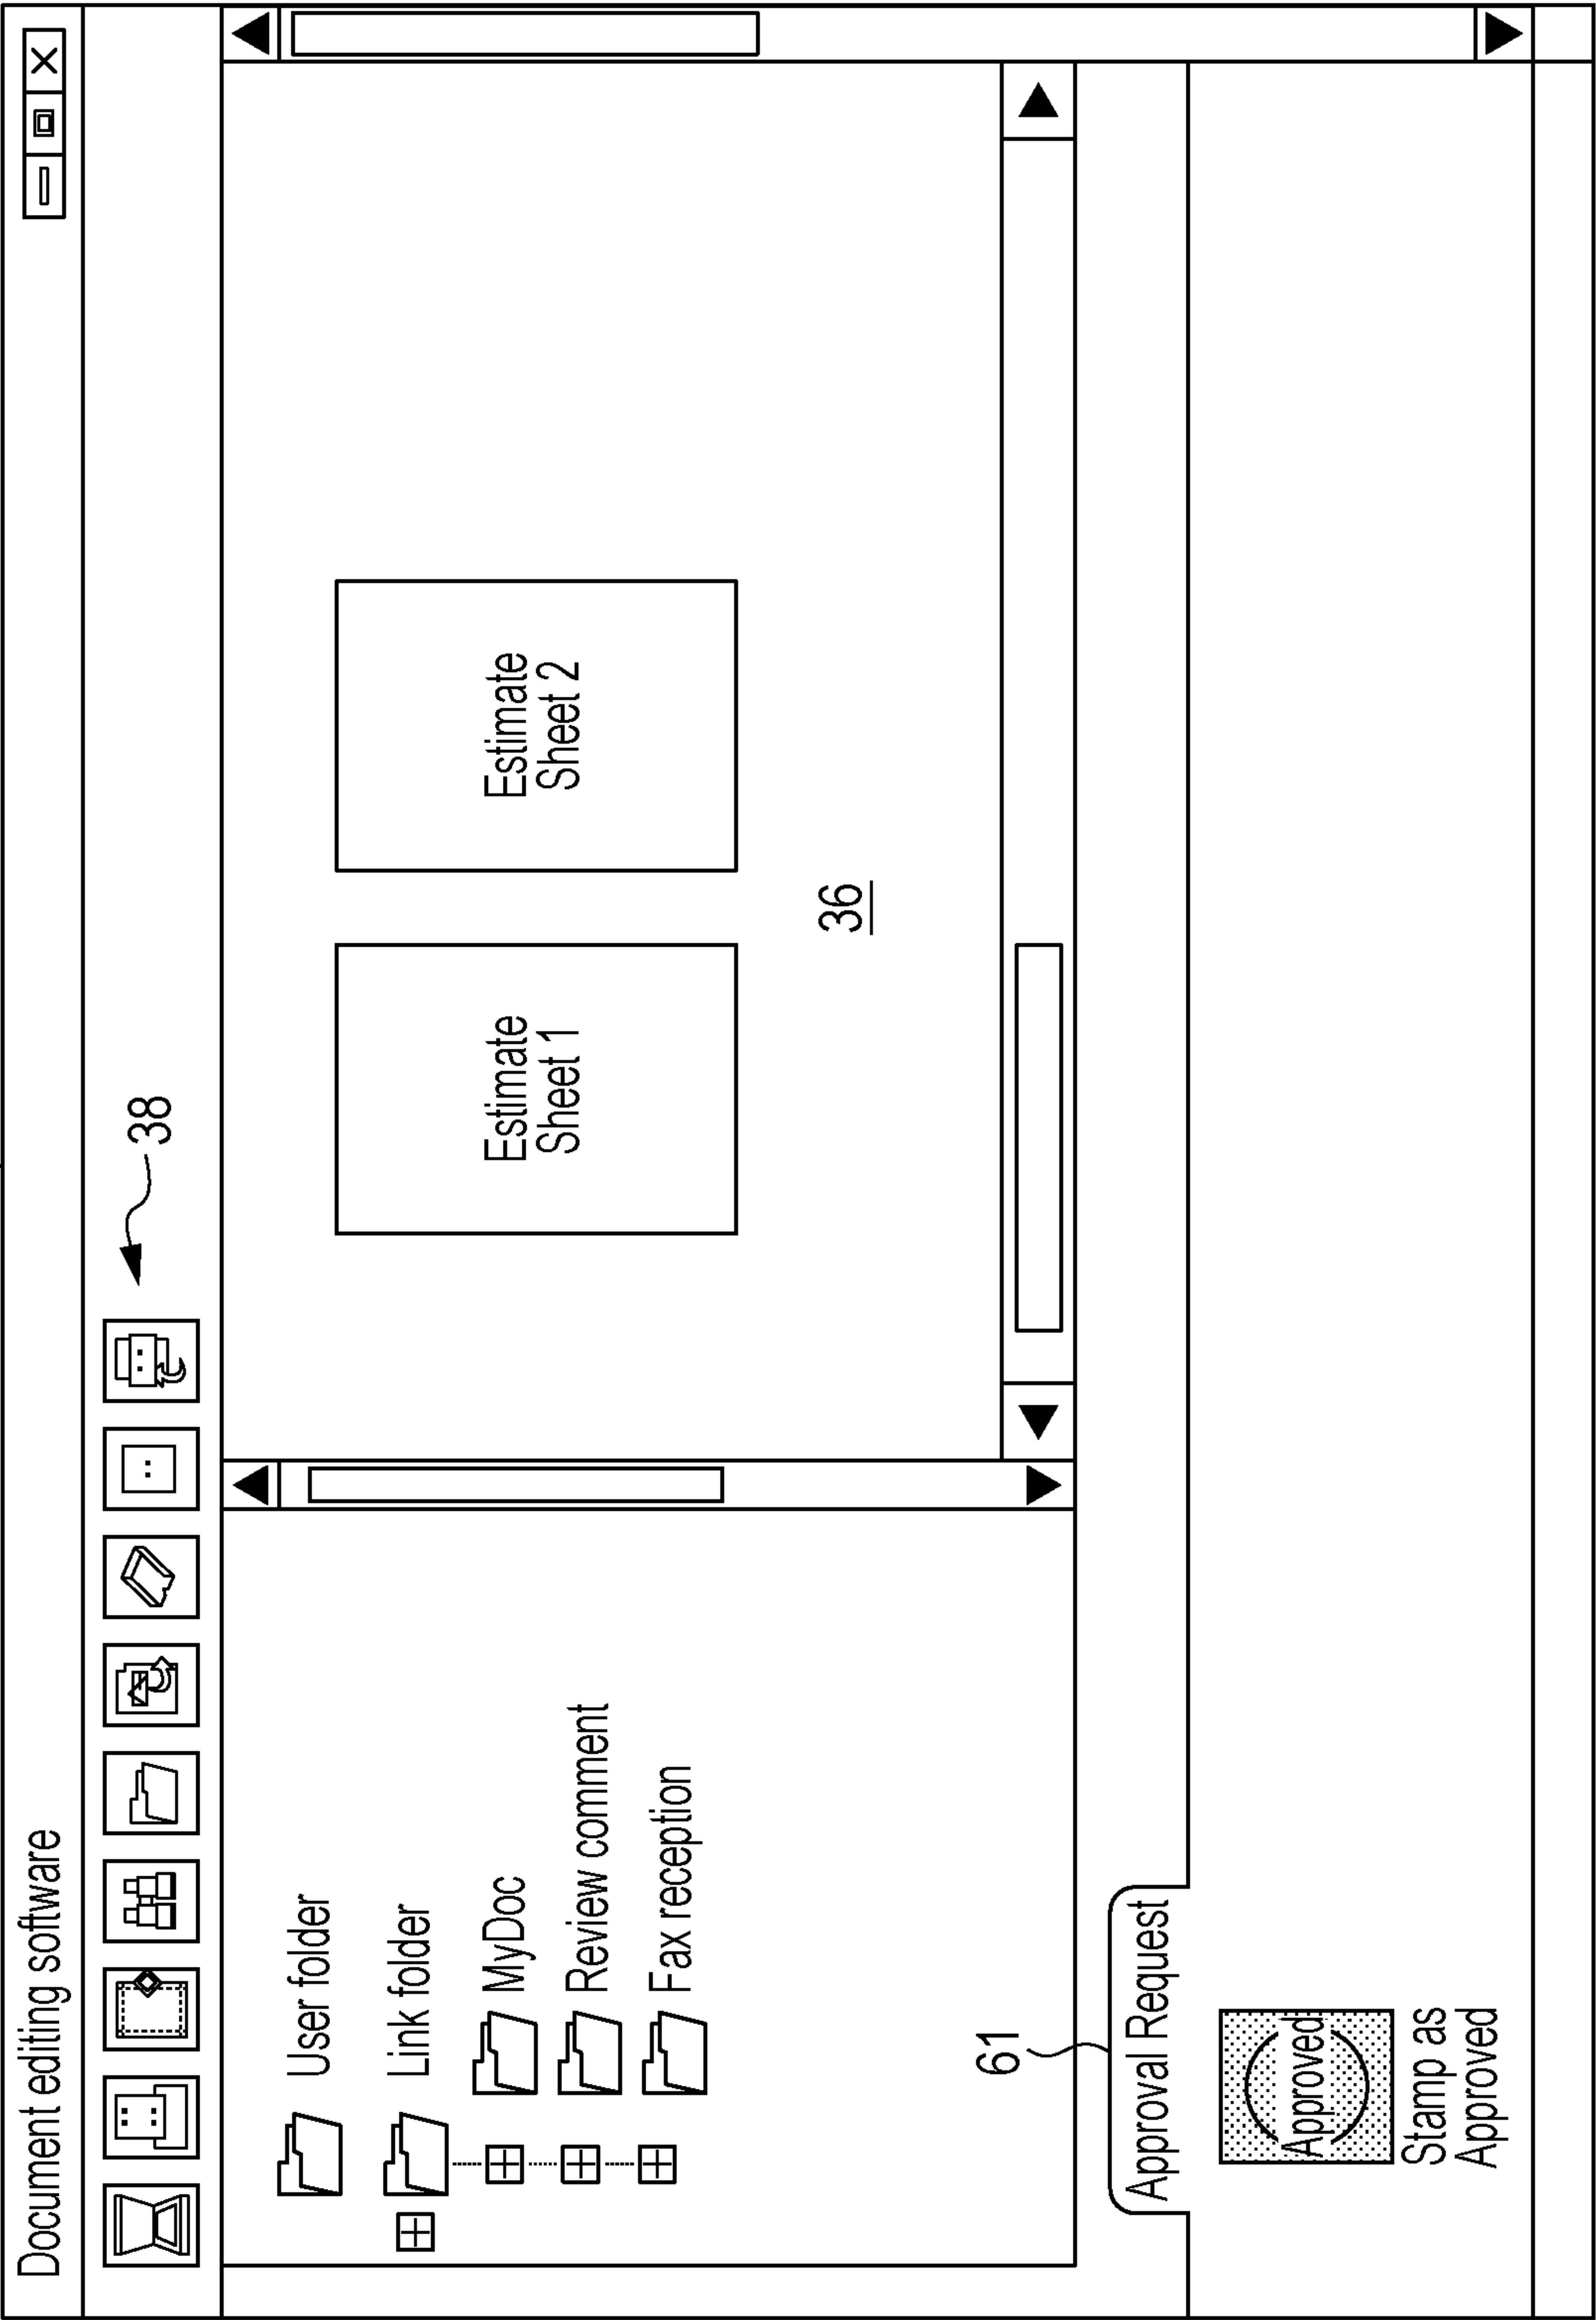 Document editing software
38
User folder
Link folder
MyDoc
Review comment
Fax reception
Estimate
Sheet 1
Estimate
Sheet 2
36
61
Approval Request
Approved
Stamp as
Approved